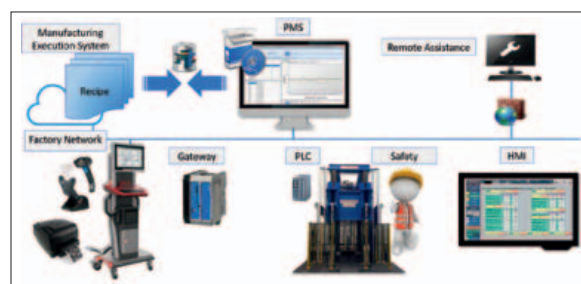 Manufacturing
Execution System
Recipe
PMS
Remote Assistance
Factory Network
Gateway
PLC
Safety
HMI